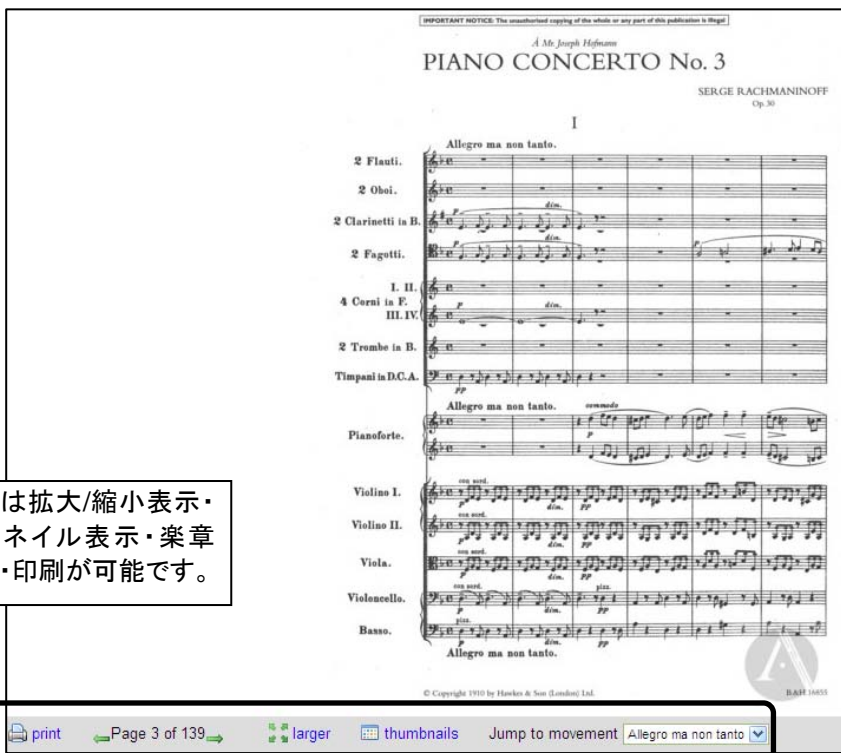 IMPORTANT NOTICE: The unauthorised copying of the whole or any part of this publication is illegal
À Mr. Joseph Hofmann
PIANO CONCERTO No. 3
SERGE RACHMANINOFF
Op. 30
I
Allegro ma non tanto.
2 Flauti.
2 Oboi.
dim.
2 Clarinetti in B.
p
dim.
2 Fagotti.
p
p
I. II.
4 Corni in F.
III. IV.
p
dim.
2 Trombe in B.
Timpani in D.C.A.
pp
Allegro ma non tanto.
commodo
Pianoforte.
p
con sord.
Violino I.
p
dim.
pp
con sord.
Violino II.
p
dim.
pp
con sord.
Viola.
p
dim.
pp
con sord.
pizz.
Violoncello.
p
dim.
pp
pizz.
Basso.
p
dim.
pp
Allegro ma non tanto.
© Copyright 1910 by Hawkes & Son (London) Ltd.
B.&H. 16855
は拡大/縮小表示・
ネイル表示・楽章
・印刷が可能です。
print Page 3 of 139 larger thumbnails Jump to movement Allegro ma non tanto